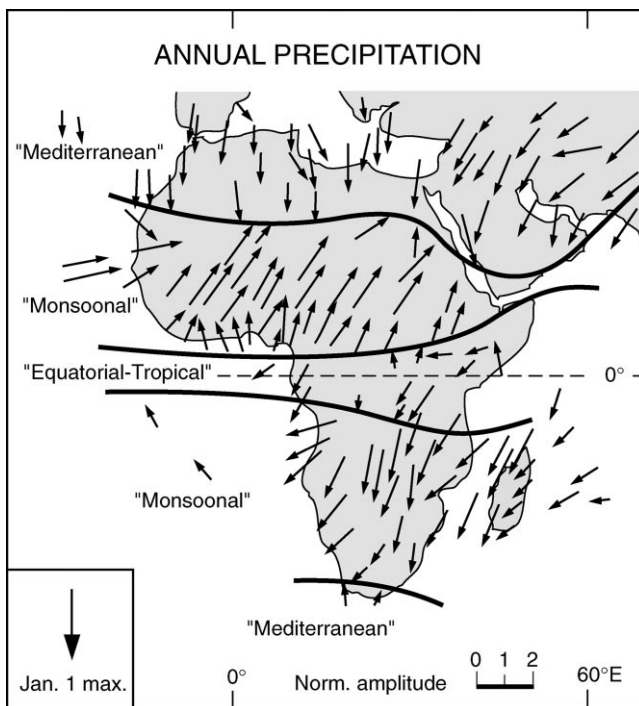 ANNUAL PRECIPITATION
"Mediterranean"
"Monsoonal"
"Equatorial-Tropical"
0°
"Monsoonal"
"Mediterranean"
Jan. 1 max.
0°
Norm. amplitude
0 1 2
60°E